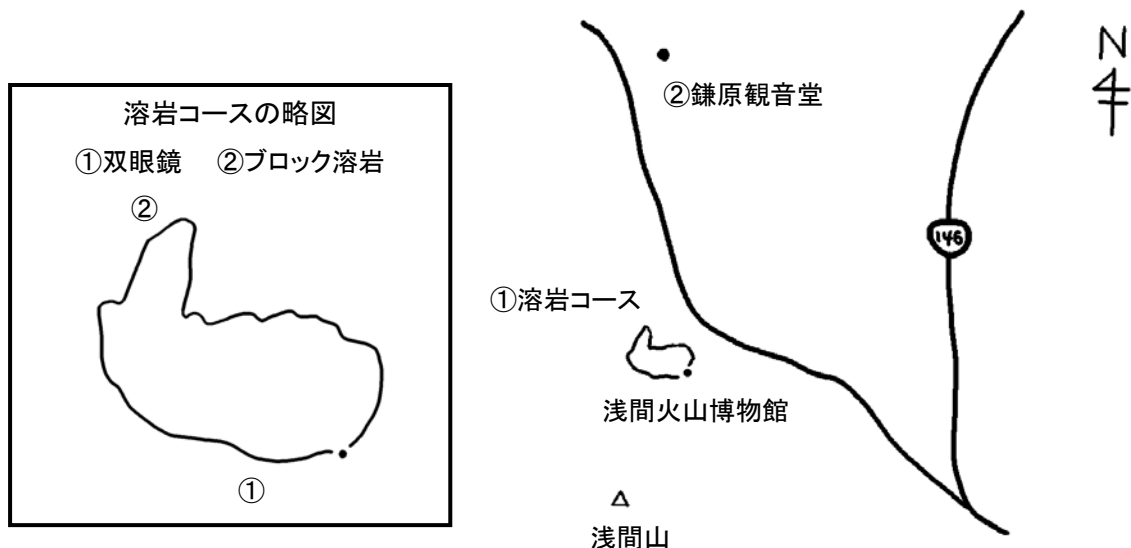 溶岩コースの略図
①双眼鏡 ②ブロック溶岩
②
①
N
②鎌原観音堂
146
①溶岩コース
浅間火山博物館
浅間山